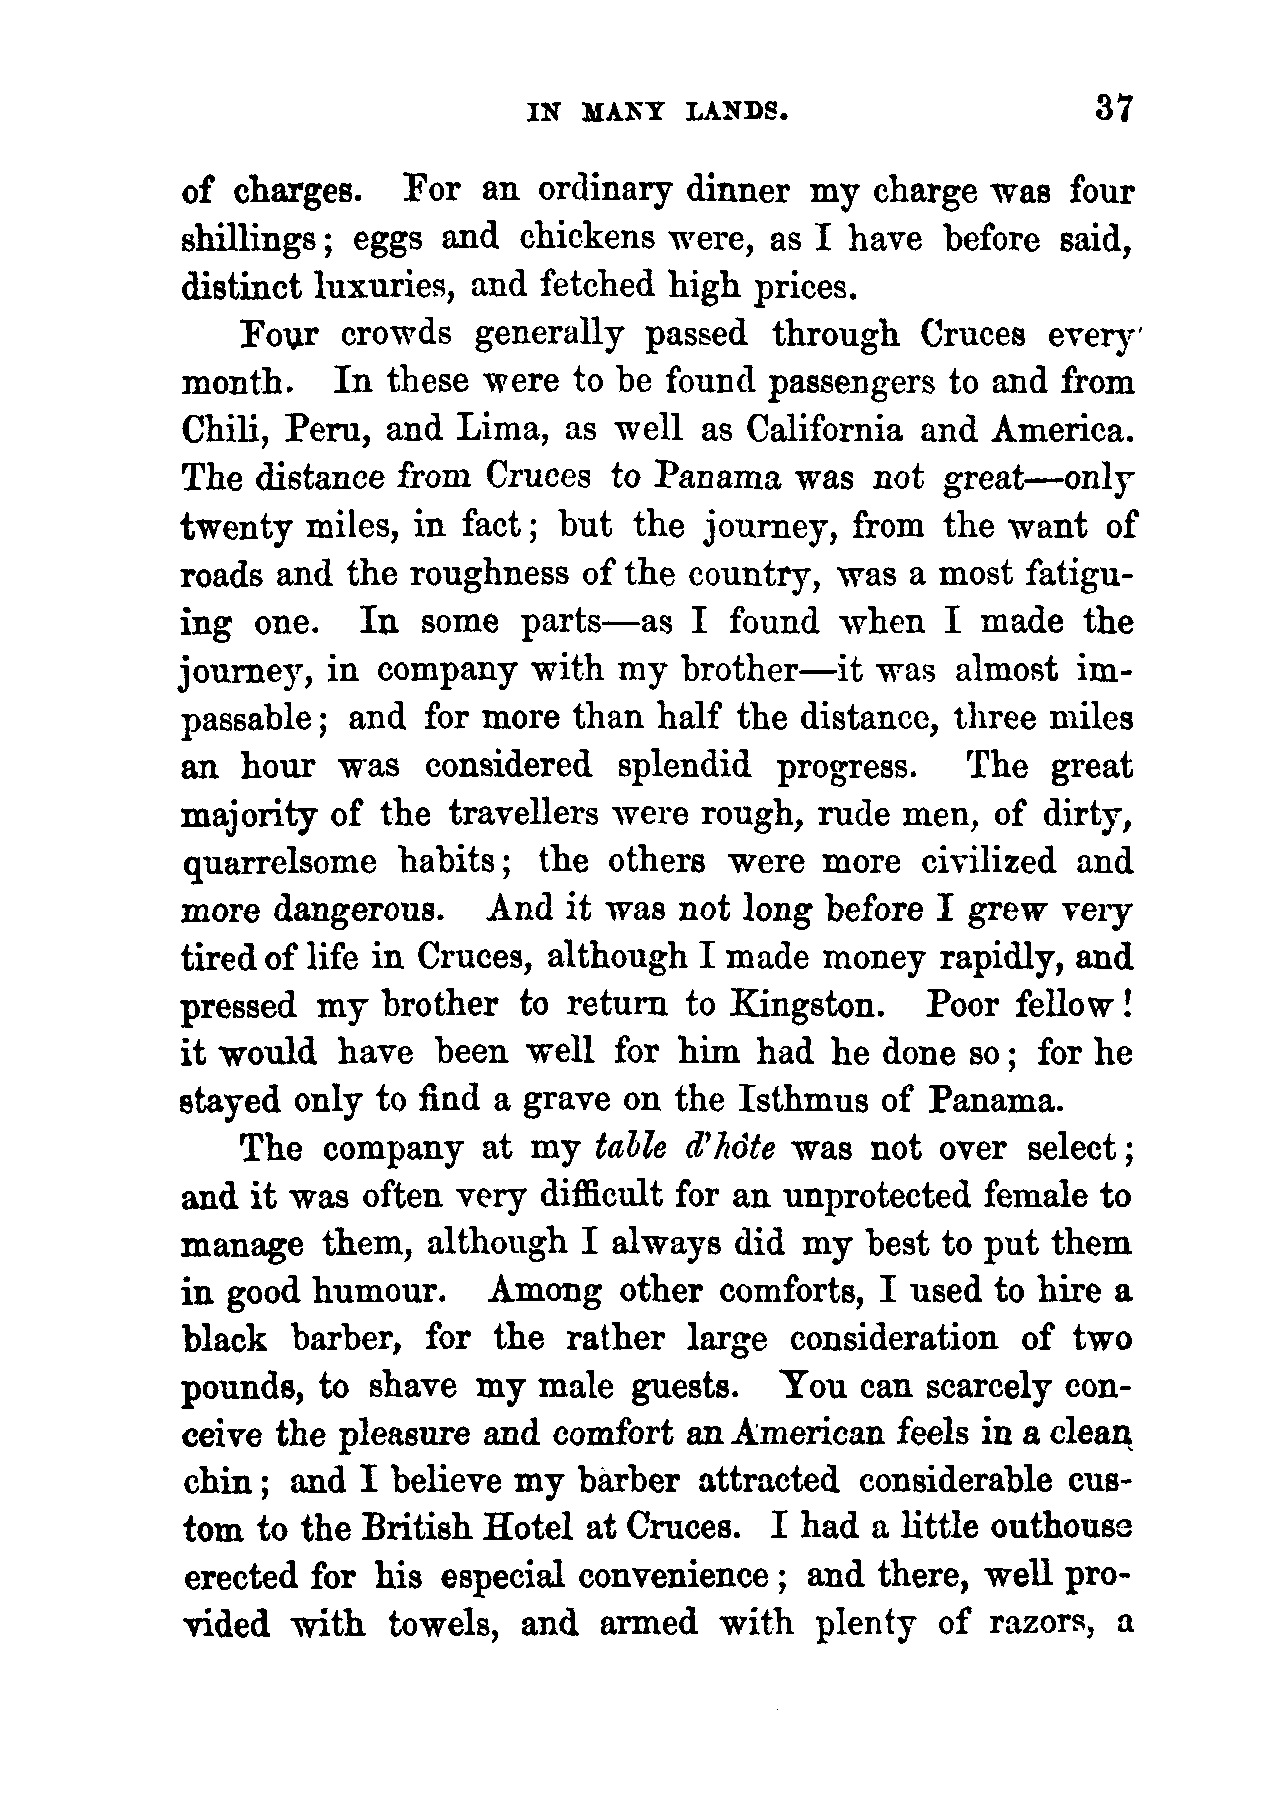 IN MANY LANDS. 37
of charges. For an ordinary dinner my charge was four
shillings; eggs and chickens were, as I have before said,
distinct luxuries, and fetched high prices.
Four crowds generally passed through Cruces every
month. In these were to be found passengers to and from
Chili, Peru, and Lima, as well as California and America.
The distance from Cruces to Panama was not great—only
twenty miles, in fact; but the journey, from the want of
roads and the roughness of the country, was a most fatigu-
ing one. In some parts—as I found when I made the
journey, in company with my brother—it was almost im-
passable; and for more than half the distance, three miles
an hour was considered splendid progress. The great
majority of the travellers were rough, rude men, of dirty,
quarrelsome habits; the others were more civilized and
more dangerous. And it was not long before I grew very
tired of life in Cruces, although I made money rapidly, and
pressed my brother to return to Kingston. Poor fellow!
it would have been well for him had he done so; for he
stayed only to find a grave on the Isthmus of Panama.
The company at my table d'hôte was not over select;
and it was often very difficult for an unprotected female to
manage them, although I always did my best to put them
in good humour. Among other comforts, I used to hire a
black barber, for the rather large consideration of two
pounds, to shave my male guests. You can scarcely con-
ceive the pleasure and comfort an American feels in a clean
chin; and I believe my barber attracted considerable cus-
tom to the British Hotel at Cruces. I had a little outhouse
erected for his especial convenience; and there, well pro-
vided with towels, and armed with plenty of razors, a